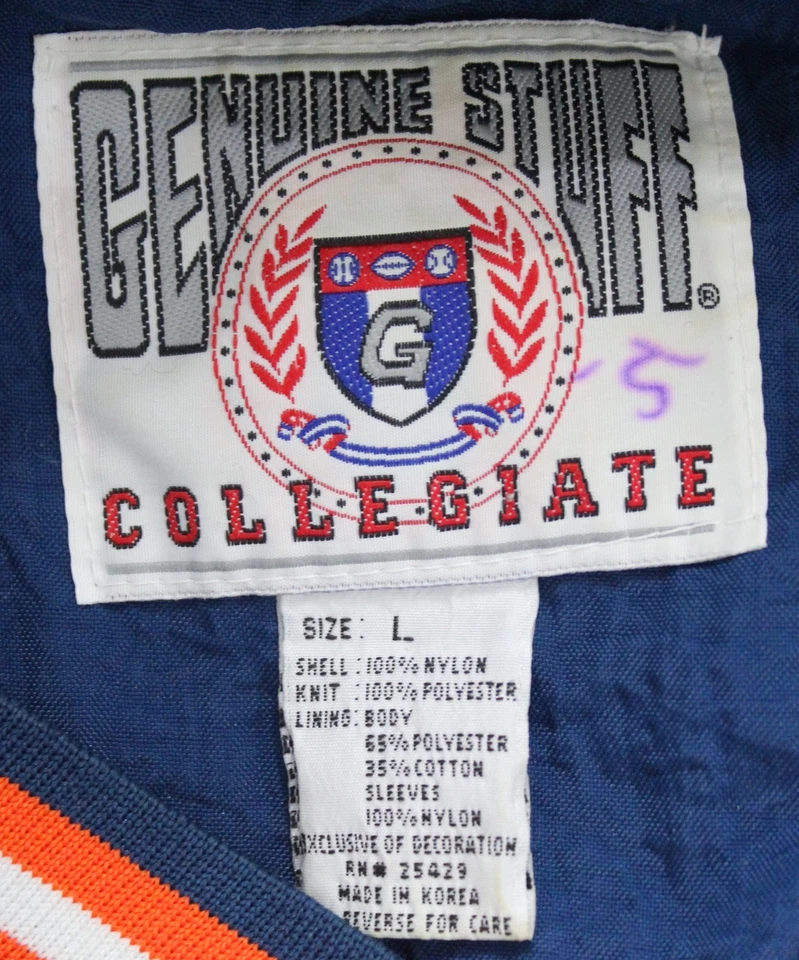 GENUINE STUFF
®
G
5
COLLEGIATE
SIZE: L
SHELL: 100% NYLON
KNIT: 100% POLYESTER
LINING: BODY
65% POLYESTER
35% COTTON
SLEEVES
100% NYLON
EXCLUSIVE OF DECORATION
RN# 25429
MADE IN KOREA
REVERSE FOR CARE